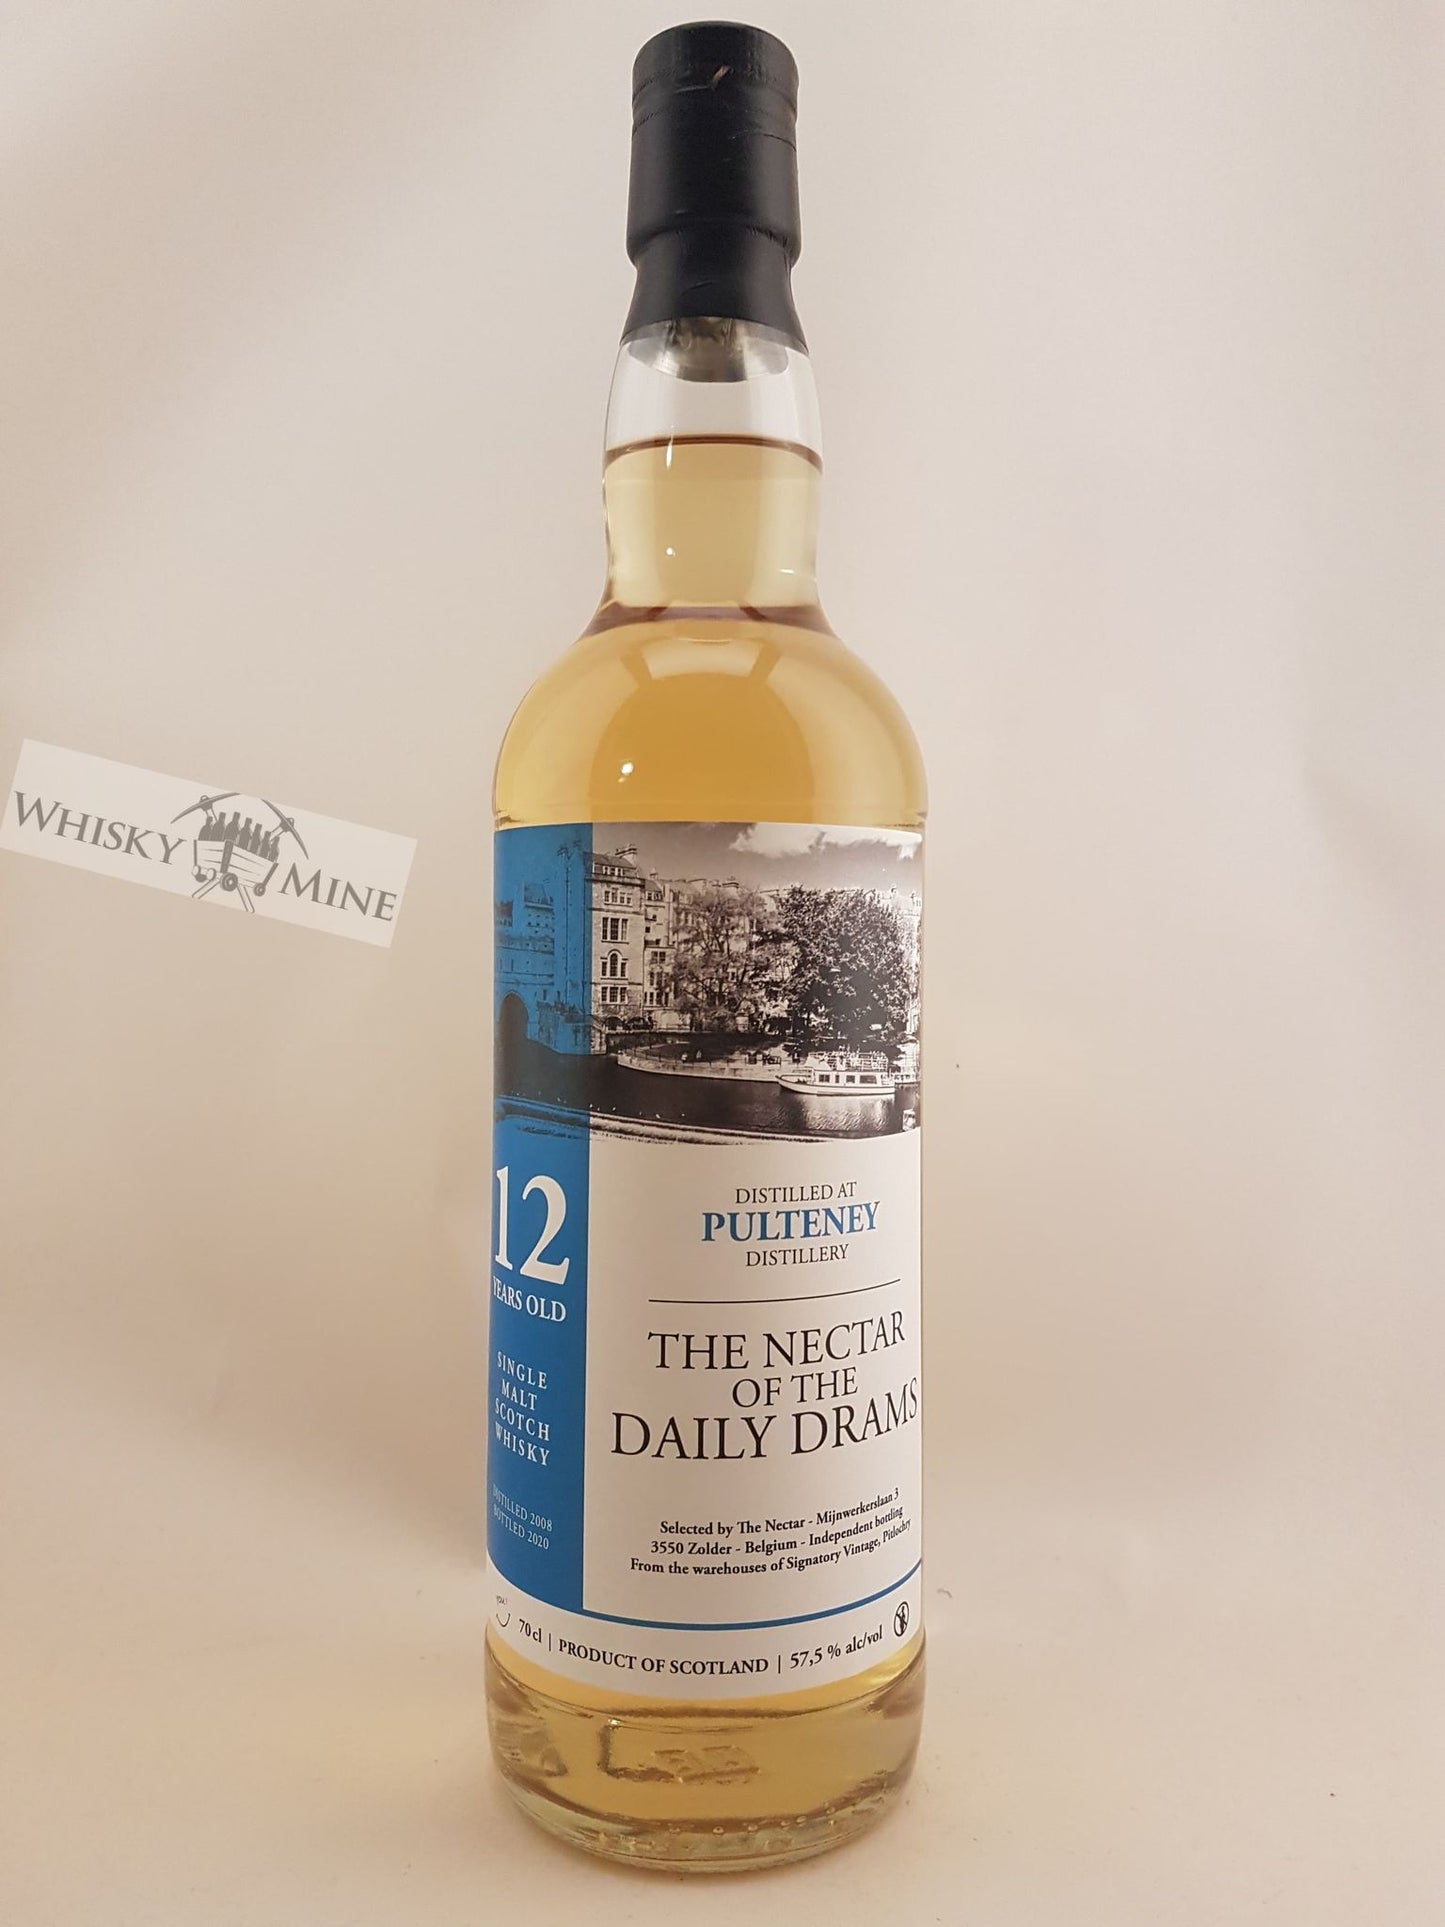 WHISKY MINE
DISTILLED AT
PULTENEY
DISTILLERY
THE NECTAR
OF THE
DAILY DRAMS
Selected by The Nectar - Mijnwerkerslaan 3
3550 Zolder - Belgium - Independent bottling
From the warehouses of Signatory Vintage, Pitlochry
12
YEARS OLD
SINGLE
MALT
SCOTCH
WHISKY
DISTILLED 2008
BOTTLED 2020
you!
70cl | PRODUCT OF SCOTLAND | 57,5 % alc/vol